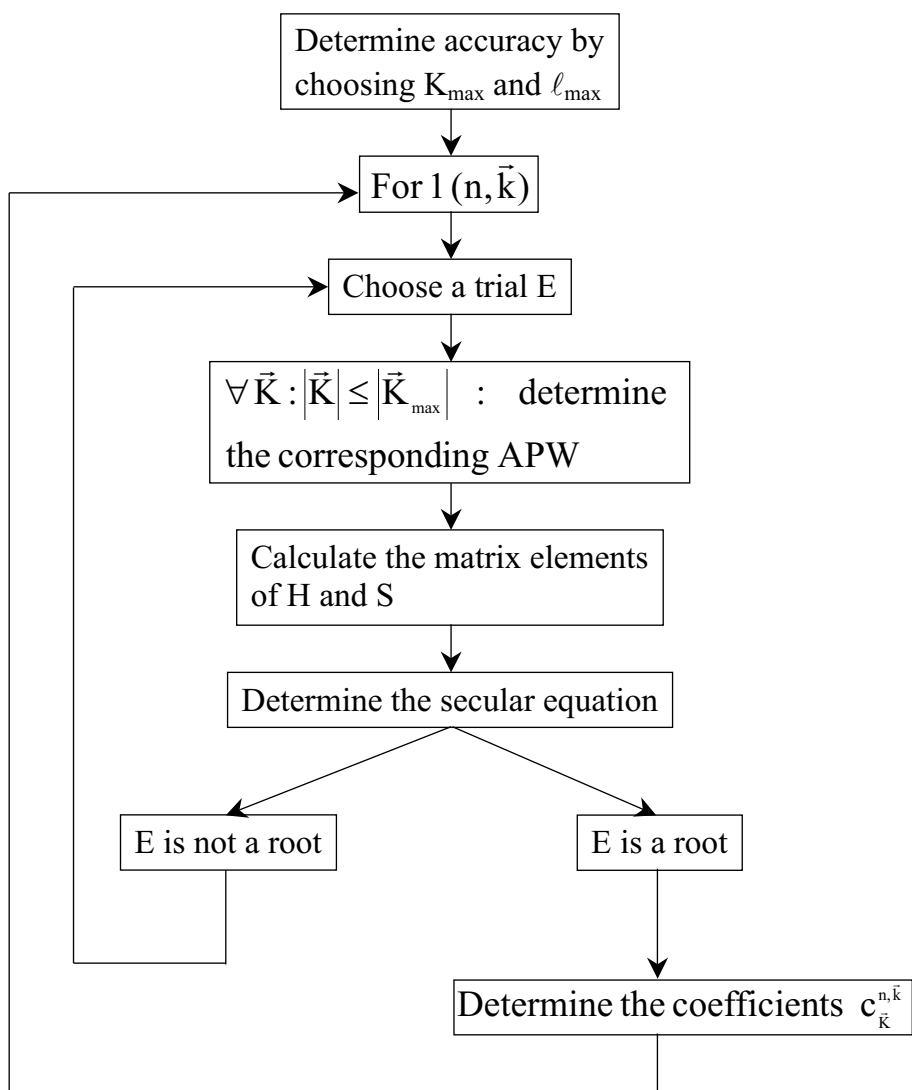 Determine accuracy by
choosing K_max and ℓ_max
For 1 (n, k⃗)
Choose a trial E
∀ K⃗ : |K⃗| ≤ |K⃗_max| : determine
the corresponding APW
Calculate the matrix elements
of H and S
Determine the secular equation
E is not a root
E is a root
Determine the coefficients c_K⃗^n,k⃗